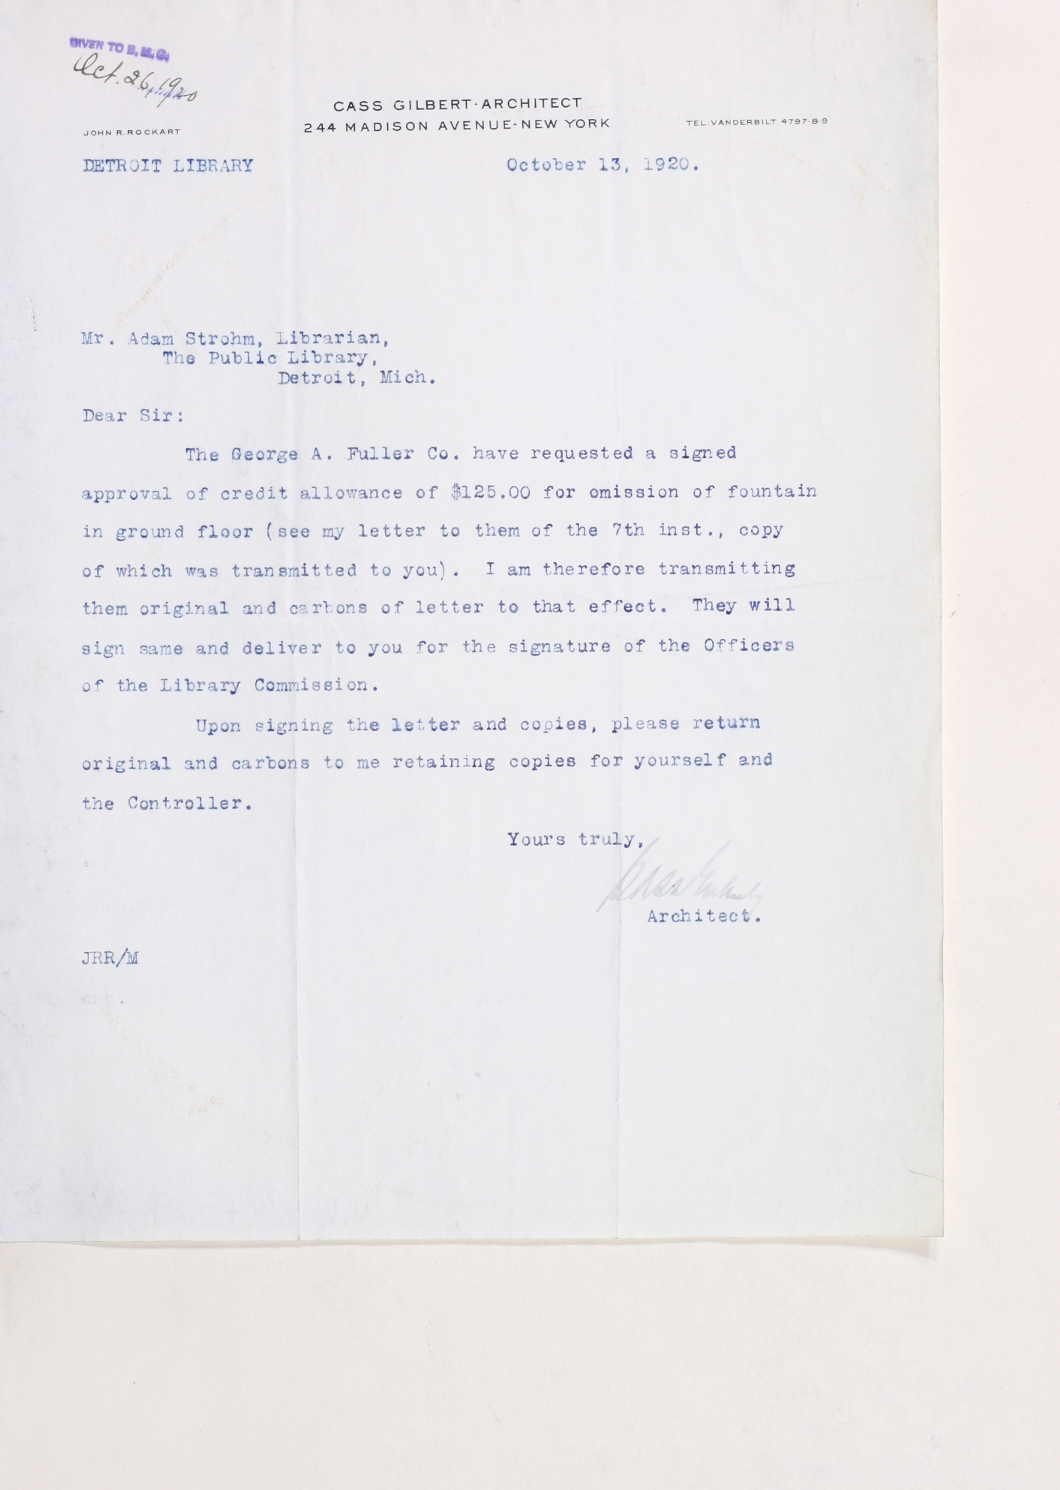 GIVEN TO B.M.C.
Oct. 26, 1920
CASS GILBERT·ARCHITECT
244 MADISON AVENUE·NEW YORK
JOHN R. ROCKART
TEL. VANDERBILT 4797-8-9
DETROIT LIBRARY October 13, 1920.
Mr. Adam Strohm, Librarian,
The Public Library,
Detroit, Mich.
Dear Sir:
The George A. Fuller Co. have requested a signed
approval of credit allowance of $125.00 for omission of fountain
in ground floor (see my letter to them of the 7th inst., copy
of which was transmitted to you). I am therefore transmitting
them original and carbons of letter to that effect. They will
sign same and deliver to you for the signature of the Officers
of the Library Commission.
Upon signing the letter and copies, please return
original and carbons to me retaining copies for yourself and
the Controller.
Yours truly,
Cass Gilbert
Architect.
JRR/M